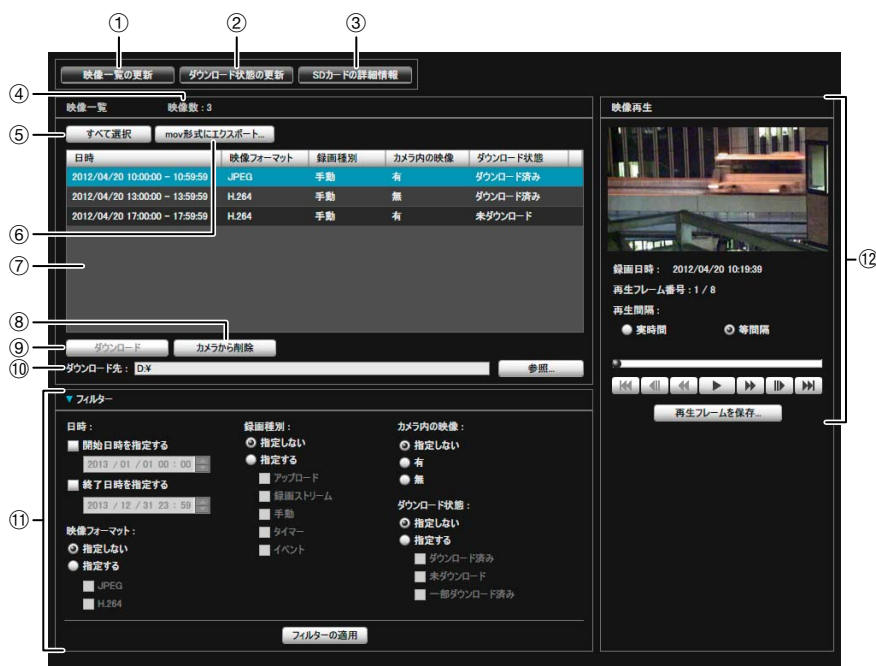 ① ② ③
映像一覧の更新 ダウンロード状態の更新 SDカードの詳細情報
④
映像一覧 映像数：3
⑤ すべて選択 mov形式にエクスポート...
日時 映像フォーマット 録画種別 カメラ内の映像 ダウンロード状態
2012/04/20 10:00:00 - 10:59:59 JPEG 手動 有 ダウンロード済み
2012/04/20 13:00:00 - 13:59:59 H.264 手動 無 ダウンロード済み
2012/04/20 17:00:00 - 17:59:59 H.264 手動 有 未ダウンロード
⑥
⑦
⑧
⑨ ダウンロード カメラから削除
⑩ ダウンロード先： D:¥ 参照...
⑪
▼フィルター
日時：
開始日時を指定する
2013 / 01 / 01 00 : 00
終了日時を指定する
2013 / 12 / 31 23 : 59
映像フォーマット：
指定しない
指定する
JPEG
H.264
録画種別：
指定しない
指定する
アップロード
録画ストリーム
手動
タイマー
イベント
カメラ内の映像：
指定しない
有
無
ダウンロード状態：
指定しない
指定する
ダウンロード済み
未ダウンロード
一部ダウンロード済み
フィルターの適用
映像再生
⑫
録画日時： 2012/04/20 10:19:39
再生フレーム番号：1 / 8
再生間隔：
実時間 等間隔
再生フレームを保存...